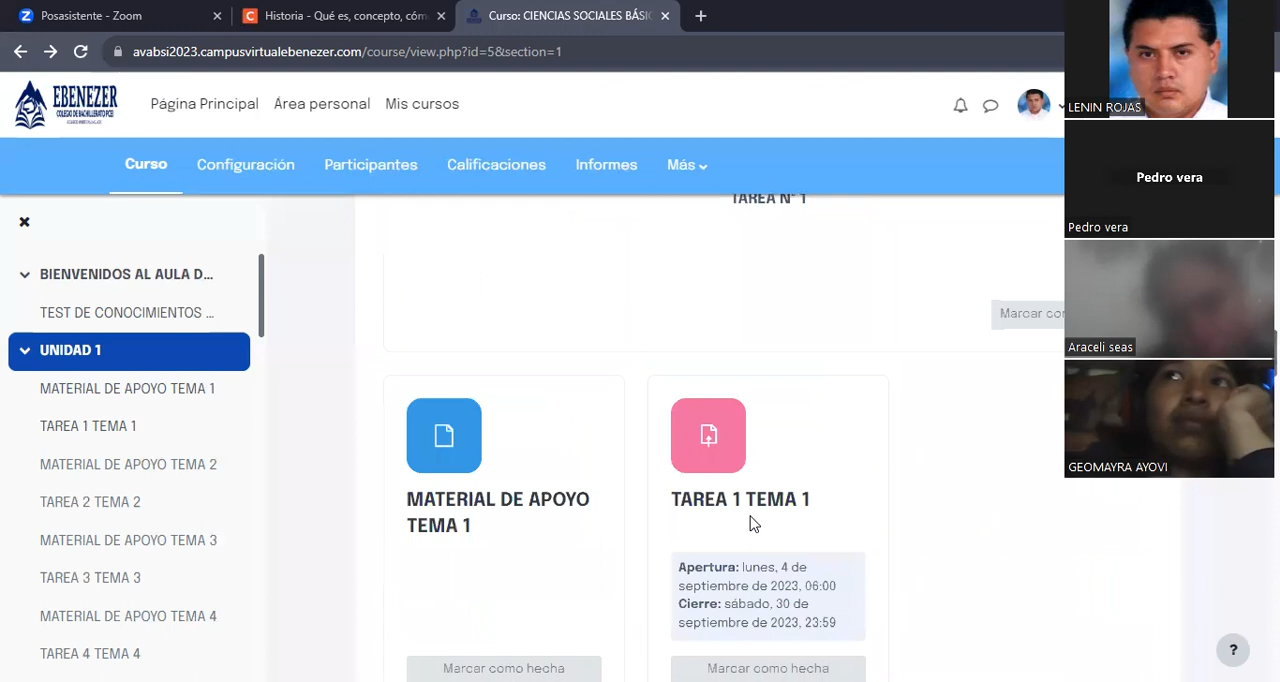 Posasistente - Zoom
Historia - Qué es, concepto, cóm
Curso: CIENCIAS SOCIALES BÁSIC
avabsi2023.campusvirtualebenezer.com/course/view.php?id=5&section=1
EBENEZER
COLEGIO DE BACHILLERATO PCEI
Página Principal
Área personal
Mis cursos
Curso
Configuración
Participantes
Calificaciones
Informes
Más
TAREA N° 1
BIENVENIDOS AL AULA D...
TEST DE CONOCIMIENTOS ...
UNIDAD 1
MATERIAL DE APOYO TEMA 1
TAREA 1 TEMA 1
MATERIAL DE APOYO TEMA 2
TAREA 2 TEMA 2
MATERIAL DE APOYO TEMA 3
TAREA 3 TEMA 3
MATERIAL DE APOYO TEMA 4
TAREA 4 TEMA 4
Marcar co
MATERIAL DE APOYO
TEMA 1
Marcar como hecha
TAREA 1 TEMA 1
Apertura: lunes, 4 de
septiembre de 2023, 06:00
Cierre: sábado, 30 de
septiembre de 2023, 23:59
Marcar como hecha
?
LENIN ROJAS
Pedro vera
Pedro vera
Araceli seas
GEOMAYRA AYOVI